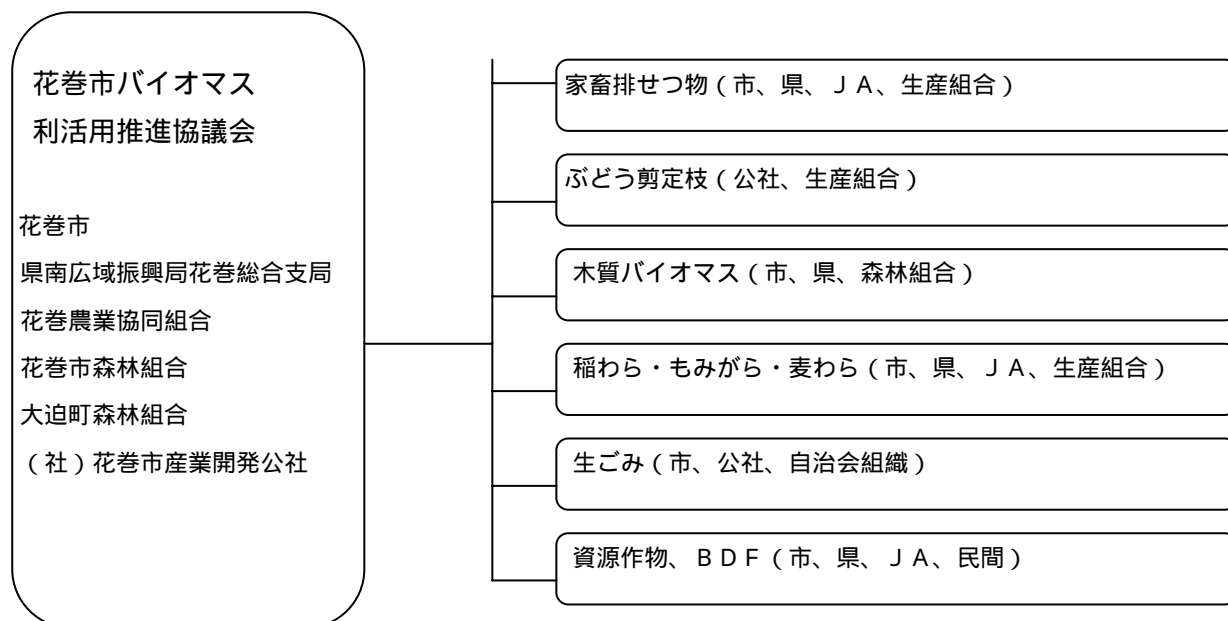 花巻市バイオマス
利活用推進協議会
花巻市
県南広域振興局花巻総合支局
花巻農業協同組合
花巻市森林組合
大迫町森林組合
（社）花巻市産業開発公社
家畜排せつ物（市、県、ＪＡ、生産組合）
ぶどう剪定枝（公社、生産組合）
木質バイオマス（市、県、森林組合）
稲わら・もみがら・麦わら（市、県、ＪＡ、生産組合）
生ごみ（市、公社、自治会組織）
資源作物、ＢＤＦ（市、県、ＪＡ、民間）